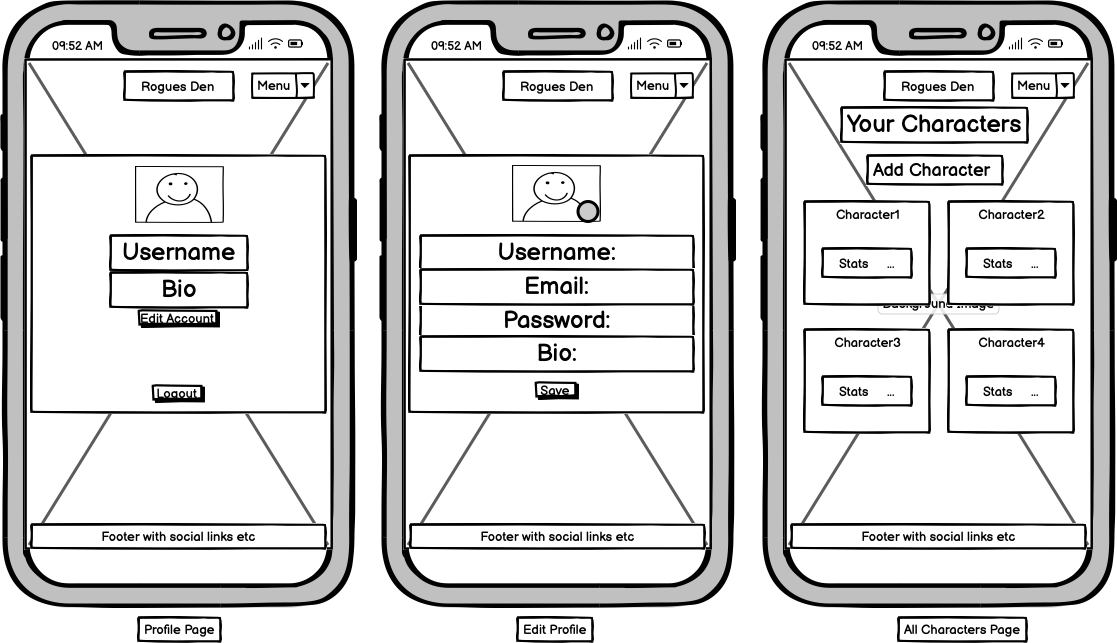 09:52 AM
Rogues Den
Menu
Username
Bio
Edit Account
Logout
Footer with social links etc
Profile Page
09:52 AM
Rogues Den
Menu
Username:
Email:
Password:
Bio:
Save
Footer with social links etc
Edit Profile
09:52 AM
Rogues Den
Menu
Your Characters
Add Character
Character1
Stats ...
Character2
Stats ...
Background Image
Character3
Stats ...
Character4
Stats ...
Footer with social links etc
All Characters Page